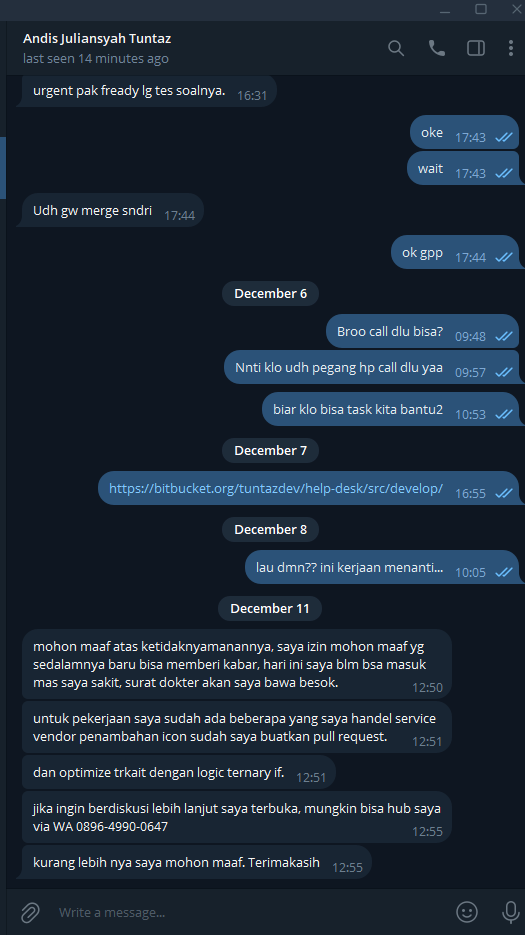 Andis Juliansyah Tuntaz
last seen 14 minutes ago
urgent pak fready lg tes soalnya. 16:31
oke 17:43
wait 17:43
Udh gw merge sndri 17:44
ok gpp 17:44
December 6
Broo call dlu bisa? 09:48
Nnti klo udh pegang hp call dlu yaa 09:57
biar klo bisa task kita bantu2 10:53
December 7
https://bitbucket.org/tuntazdev/help-desk/src/develop/ 16:55
December 8
lau dmn?? ini kerjaan menanti... 10:05
December 11
mohon maaf atas ketidaknyamanannya, saya izin mohon maaf yg
sedalamnya baru bisa memberi kabar, hari ini saya blm bsa masuk
mas saya sakit, surat dokter akan saya bawa besok. 12:50
untuk pekerjaan saya sudah ada beberapa yang saya handel service
vendor penambahan icon sudah saya buatkan pull request. 12:51
dan optimize trkait dengan logic ternary if. 12:51
jika ingin berdiskusi lebih lanjut saya terbuka, mungkin bisa hub saya
via WA 0896-4990-0647 12:55
kurang lebih nya saya mohon maaf. Terimakasih 12:55
Write a message...